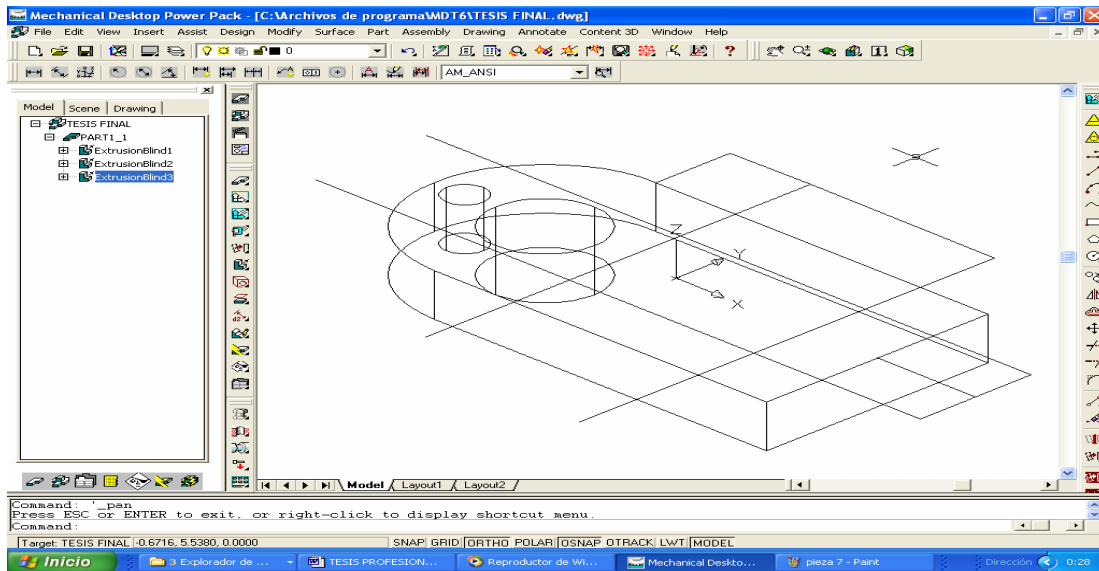 Mechanical Desktop Power Pack - [C:\Archivos de programa\MDT6\TESIS FINAL.dwg]
File Edit View Insert Assist Design Modify Surface Part Assembly Drawing Annotate Content 3D Window Help
0
AM_ANSI
Model Scene Drawing
TESIS FINAL
PART1_1
ExtrusionBlind1
ExtrusionBlind2
ExtrusionBlind3
Z
Y
X
Model Layout1 Layout2
Command: '_pan
Press ESC or ENTER to exit, or right-click to display shortcut menu.
Command:
Target: TESIS FINAL -0.6716, 5.5380, 0.0000 SNAP GRID ORTHO POLAR OSNAP OTRACK LWT MODEL
Inicio 3 Explorador de ... TESIS PROFESION... Reproductor de Wi... Mechanical Deskto... pieza 7 - Paint Dirección 0:28